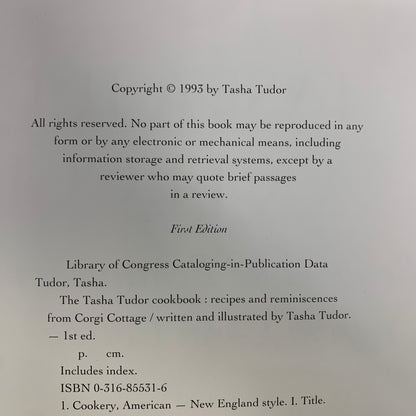 Copyright © 1993 by Tasha Tudor
All rights reserved. No part of this book may be reproduced in any
form or by any electronic or mechanical means, including
information storage and retrieval systems, except by a
reviewer who may quote brief passages
in a review.
First Edition
Library of Congress Cataloging-in-Publication Data
Tudor, Tasha.
The Tasha Tudor cookbook : recipes and reminiscences
from Corgi Cottage / written and illustrated by Tasha Tudor.
— 1st ed.
p. cm.
Includes index.
ISBN 0-316-85531-6
1. Cookery, American — New England style. I. Title.